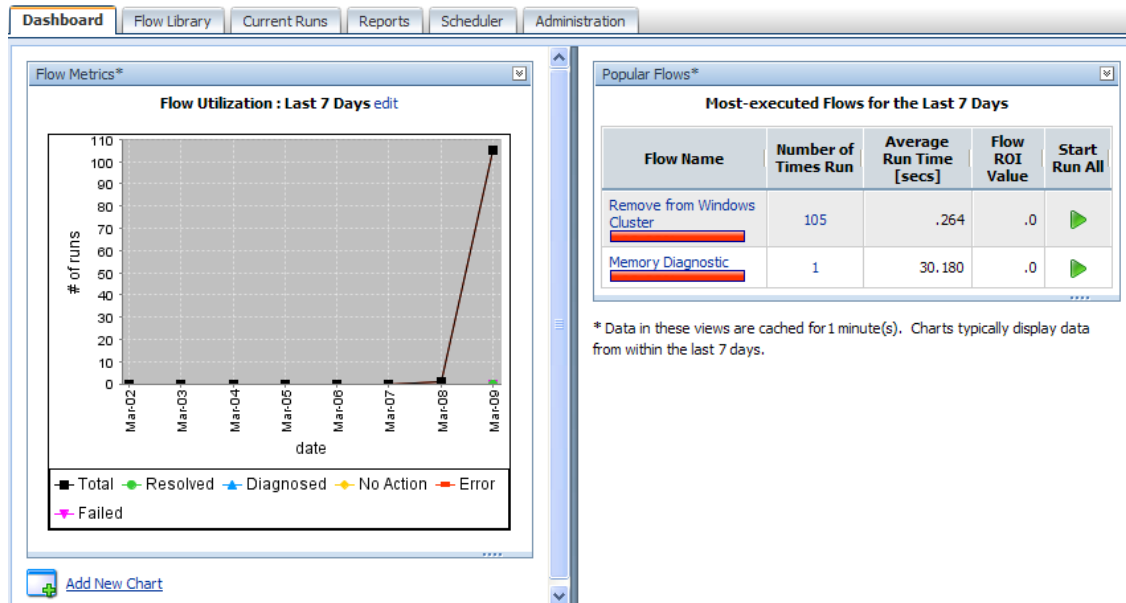 Dashboard
Flow Library
Current Runs
Reports
Scheduler
Administration
Flow Metrics*
Flow Utilization : Last 7 Days edit
110
100
90
80
70
60
50
40
30
20
10
0
# of runs
Mar-02
Mar-03
Mar-04
Mar-05
Mar-06
Mar-07
Mar-08
Mar-09
date
Total Resolved Diagnosed No Action Error
Failed
Add New Chart
Popular Flows*
Most-executed Flows for the Last 7 Days
Flow Name
Number of
Times Run
Average
Run Time
[secs]
Flow
ROI
Value
Start
Run All
Remove from Windows
Cluster
105
.264
.0
Memory Diagnostic
1
30.180
.0
* Data in these views are cached for 1 minute(s). Charts typically display data
from within the last 7 days.